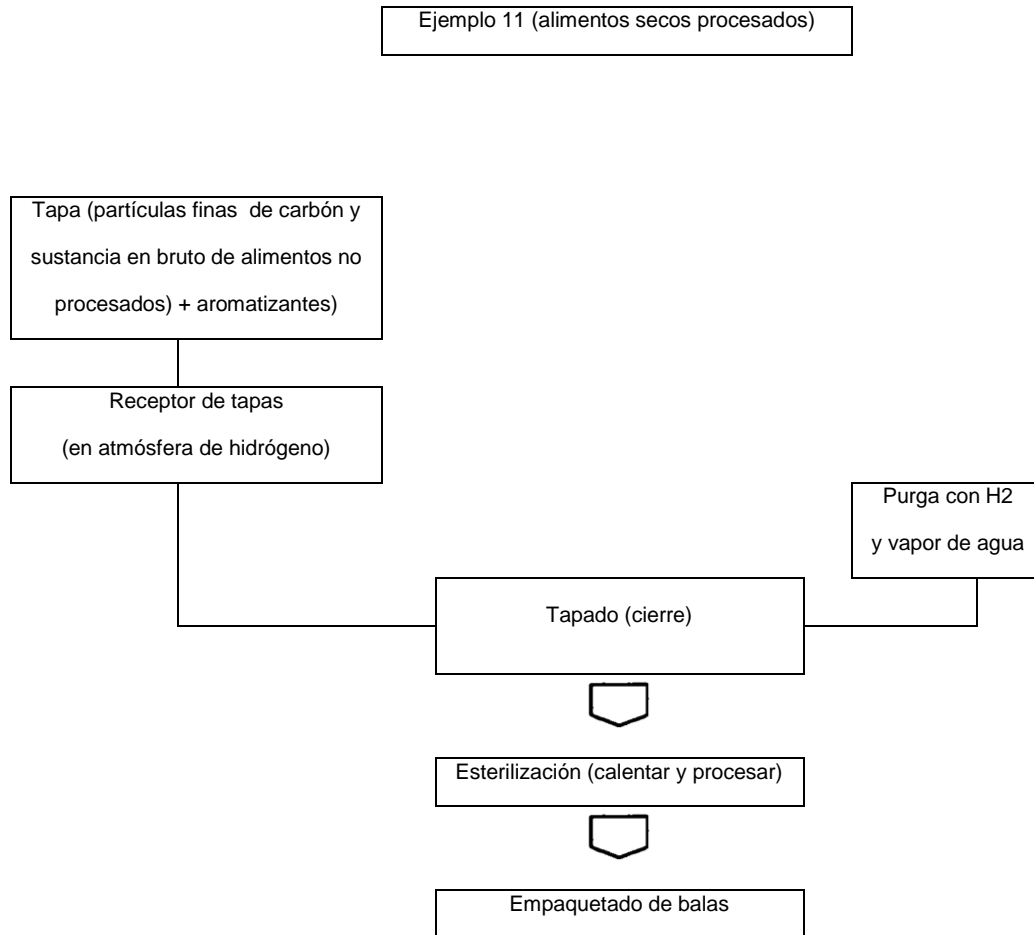 Ejemplo 11 (alimentos secos procesados)
Tapa (partículas finas  de carbón y
sustancia en bruto de alimentos no
procesados) + aromatizantes)
Receptor de tapas
(en atmósfera de hidrógeno)
Purga con H2
y vapor de agua
Tapado (cierre)
Esterilización (calentar y procesar)
Empaquetado de balas